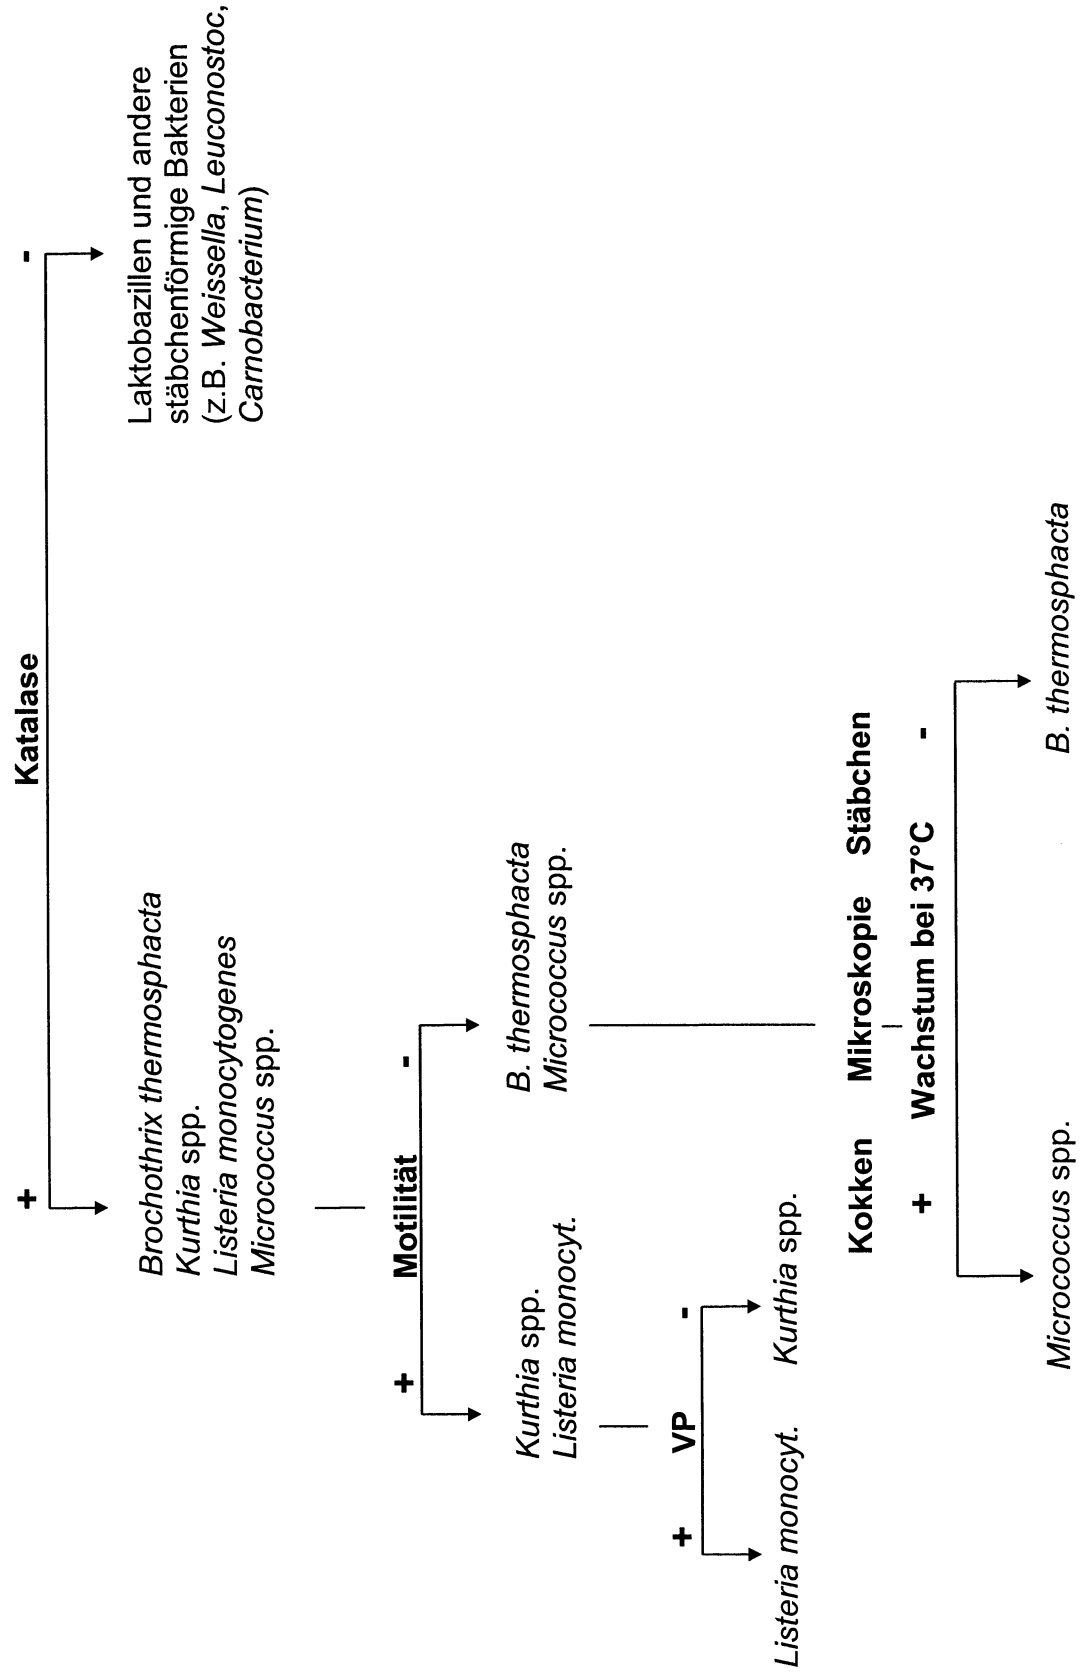 Katalase
+
-
Brochothrix thermosphacta
Kurthia spp.
Listeria monocytogenes
Micrococcus spp.
Laktobazillen und andere
stäbchenförmige Bakterien
(z.B. Weissella, Leuconostoc,
Carnobacterium)
+
Motilität
-
Kurthia spp.
Listeria monocyt.
B. thermosphacta
Micrococcus spp.
+
VP
-
Listeria monocyt.
Kurthia spp.
Kokken Mikroskopie Stäbchen
+ Wachstum bei 37°C -
Micrococcus spp.
B. thermosphacta